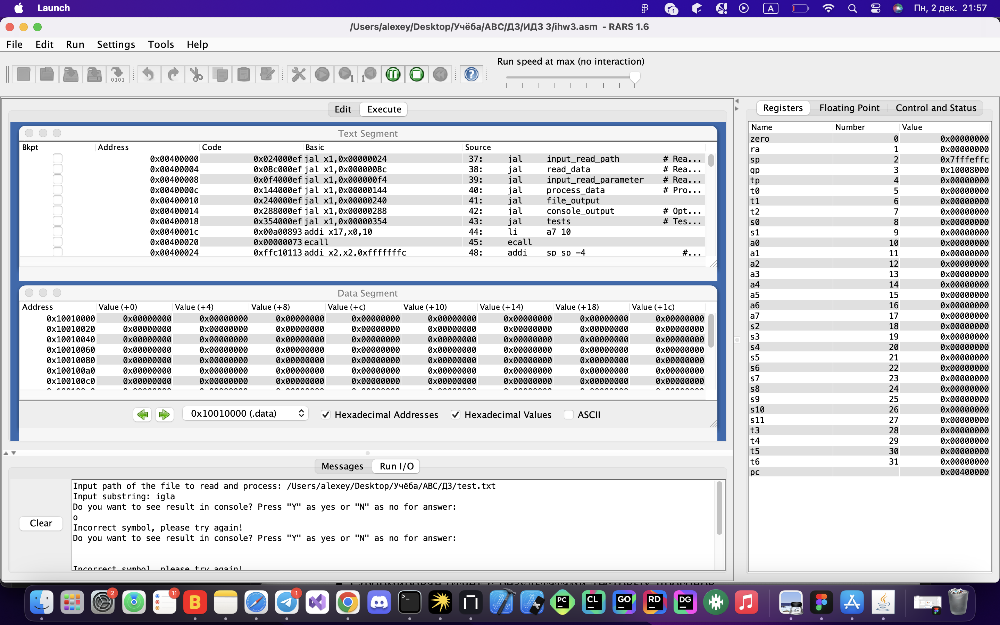 Launch
1
A
Пн, 2 дек. 21:57
/Users/alexey/Desktop/Учёба/АВС/ДЗ/ИДЗ 3/ihw3.asm - RARS 1.6
File Edit Run Settings Tools Help
Run speed at max (no interaction)
0101 1 1 ?
Edit Execute
Text Segment
Bkpt Address Code Basic Source
0x00400000 0x024000ef jal x1,0x00000024 37: jal input_read_path # Rea...
0x00400004 0x08c000ef jal x1,0x0000008c 38: jal read_data # Rea...
0x00400008 0x0f4000ef jal x1,0x000000f4 39: jal input_read_parameter # Rea...
0x0040000c 0x144000ef jal x1,0x00000144 40: jal process_data # Pro...
0x00400010 0x240000ef jal x1,0x00000240 41: jal file_output
0x00400014 0x288000ef jal x1,0x00000288 42: jal console_output # Opt...
0x00400018 0x354000ef jal x1,0x00000354 43: jal tests # Tes...
0x0040001c 0x00a00893 addi x17,x0,10 44: li a7 10
0x00400020 0x00000073 ecall 45: ecall
0x00400024 0xffc10113 addi x2,x2,0xfffffffc 48: addi sp sp -4 #...
Data Segment
Address Value (+0) Value (+4) Value (+8) Value (+c) Value (+10) Value (+14) Value (+18) Value (+1c)
0x10010000 0x00000000 0x00000000 0x00000000 0x00000000 0x00000000 0x00000000 0x00000000 0x00000000
0x10010020 0x00000000 0x00000000 0x00000000 0x00000000 0x00000000 0x00000000 0x00000000 0x00000000
0x10010040 0x00000000 0x00000000 0x00000000 0x00000000 0x00000000 0x00000000 0x00000000 0x00000000
0x10010060 0x00000000 0x00000000 0x00000000 0x00000000 0x00000000 0x00000000 0x00000000 0x00000000
0x10010080 0x00000000 0x00000000 0x00000000 0x00000000 0x00000000 0x00000000 0x00000000 0x00000000
0x100100a0 0x00000000 0x00000000 0x00000000 0x00000000 0x00000000 0x00000000 0x00000000 0x00000000
0x100100c0 0x00000000 0x00000000 0x00000000 0x00000000 0x00000000 0x00000000 0x00000000 0x00000000
0x10010000 (.data) Hexadecimal Addresses Hexadecimal Values ASCII
Messages Run I/O
Clear
Input path of the file to read and process: /Users/alexey/Desktop/Учёба/АВС/ДЗ/test.txt
Input substring: igla
Do you want to see result in console? Press "Y" as yes or "N" as no for answer:
o
Incorrect symbol, please try again!
Do you want to see result in console? Press "Y" as yes or "N" as no for answer:
Incorrect symbol, please try again!
Registers Floating Point Control and Status
Name Number Value
zero 0 0x00000000
ra 1 0x00000000
sp 2 0x7fffeffc
gp 3 0x10008000
tp 4 0x00000000
t0 5 0x00000000
t1 6 0x00000000
t2 7 0x00000000
s0 8 0x00000000
s1 9 0x00000000
a0 10 0x00000000
a1 11 0x00000000
a2 12 0x00000000
a3 13 0x00000000
a4 14 0x00000000
a5 15 0x00000000
a6 16 0x00000000
a7 17 0x00000000
s2 18 0x00000000
s3 19 0x00000000
s4 20 0x00000000
s5 21 0x00000000
s6 22 0x00000000
s7 23 0x00000000
s8 24 0x00000000
s9 25 0x00000000
s10 26 0x00000000
s11 27 0x00000000
t3 28 0x00000000
t4 29 0x00000000
t5 30 0x00000000
t6 31 0x00000000
pc 0x00400000
2 11 B 1 PC CL GO RD DG